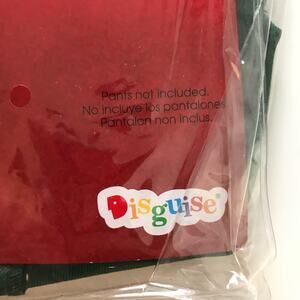 Pants not included.
No incluye los pantalones.
Pantalon non inclus.
Disguise®